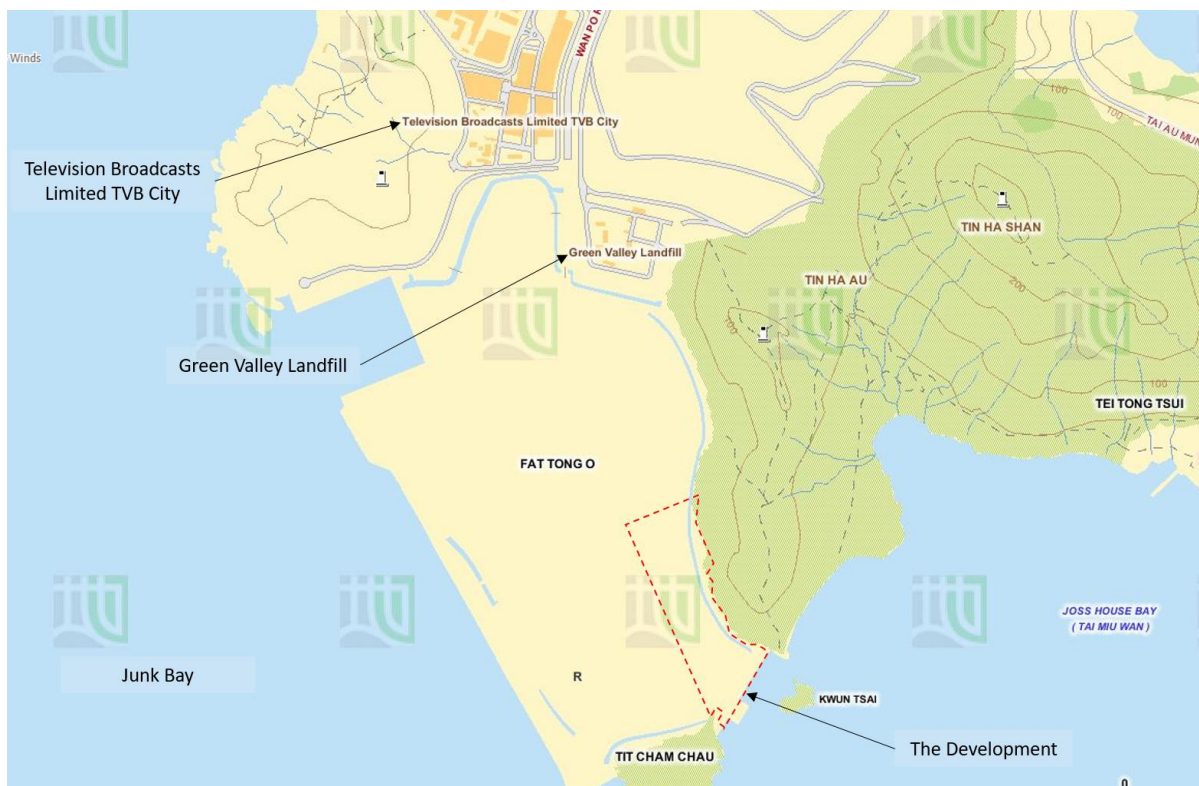 Winds
WAN PO R
Television Broadcasts Limited TVB City
Television Broadcasts
Limited TVB City
100
100
TAI AU MUN
TIN HA SHAN
Green Valley Landfill
TIN HA AU
200
100
Green Valley Landfill
100
TEI TONG TSUI
FAT TONG O
JOSS HOUSE BAY
( TAI MIU WAN )
Junk Bay
R
KWUN TSAI
The Development
TIT CHAM CHAU
0